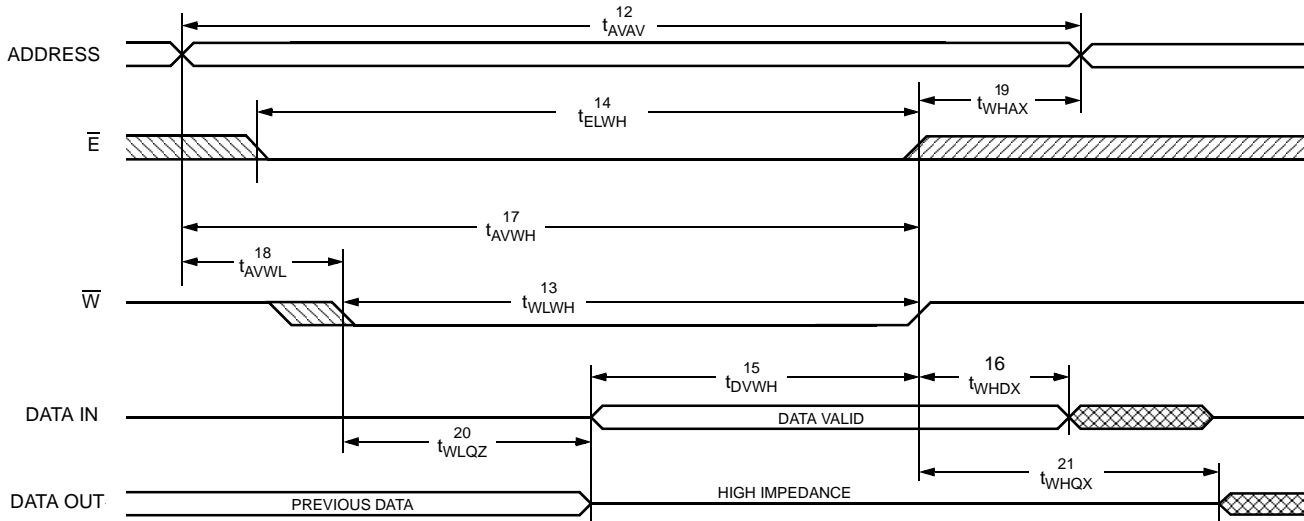 12
tAVAV
ADDRESS
14
tELWH
19
tWHAX
E
17
tAVWH
18
tAVWL
W
13
tWLWH
15
tDVWH
16
tWHDX
DATA IN
DATA VALID
20
tWLQZ
21
tWHQX
DATA OUT
PREVIOUS DATA
HIGH IMPEDANCE